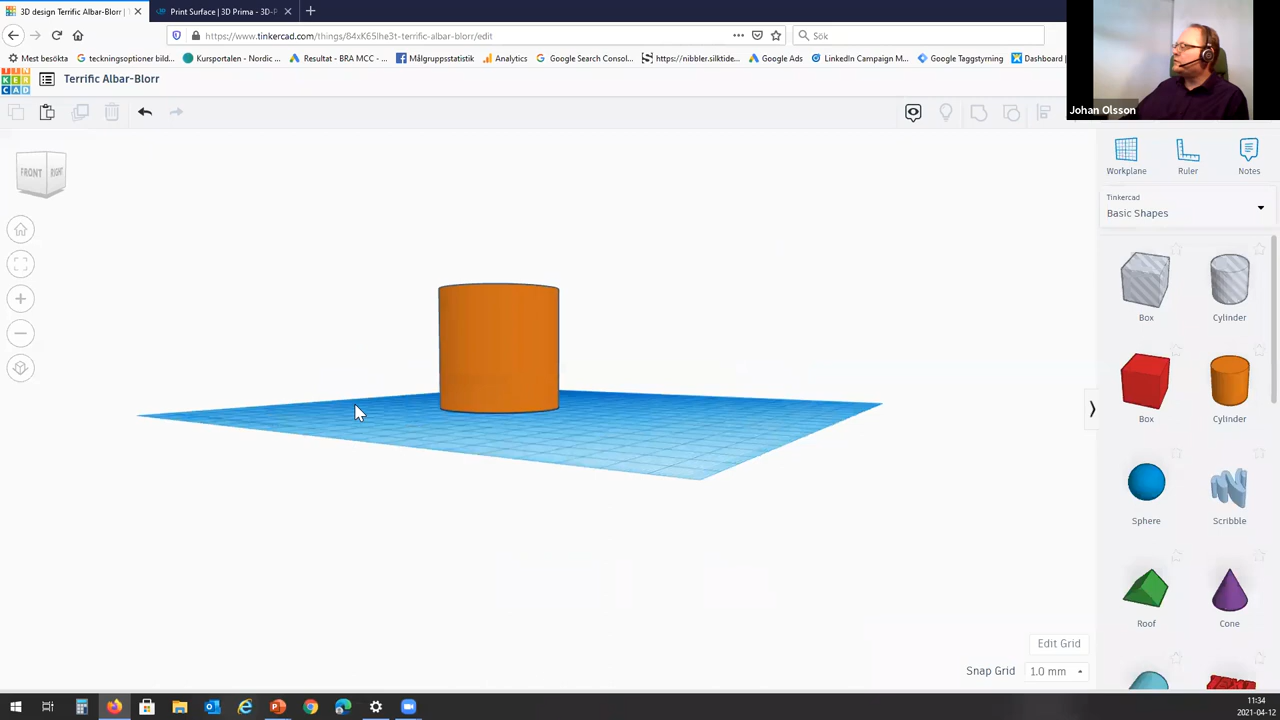 3D design Terrific Albar-Blorr | T
Print Surface | 3D Prima - 3D-P
https://www.tinkercad.com/things/84xK65lhe3t-terrific-albar-blorr/edit
Sök
Mest besökta
teckningsoptioner bild...
Kursportalen - Nordic ...
Resultat - BRA MCC - ...
Målgruppsstatistik
Analytics
Google Search Consol...
https://nibbler.silktide...
Google Ads
LinkedIn Campaign M...
Google Taggstyrning
Dashboard
TIN
KER
CAD
Terrific Albar-Blorr
Johan Olsson
FRONT
RIGHT
Workplane
Ruler
Notes
Tinkercad
Basic Shapes
Box
Cylinder
Box
Cylinder
Sphere
Scribble
Roof
Cone
Edit Grid
Snap Grid
1.0 mm
11:34
2021-04-12